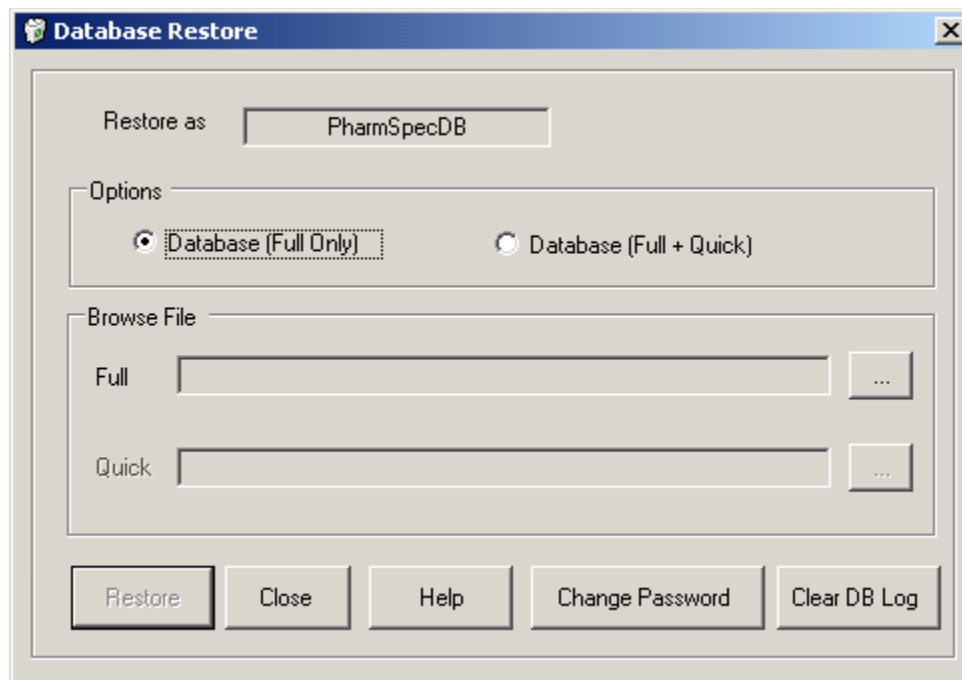 Database Restore
Restore as PharmSpecDB
Options
Database (Full Only) Database (Full + Quick)
Browse File
Full ...
Quick ...
Restore Close Help Change Password Clear DB Log